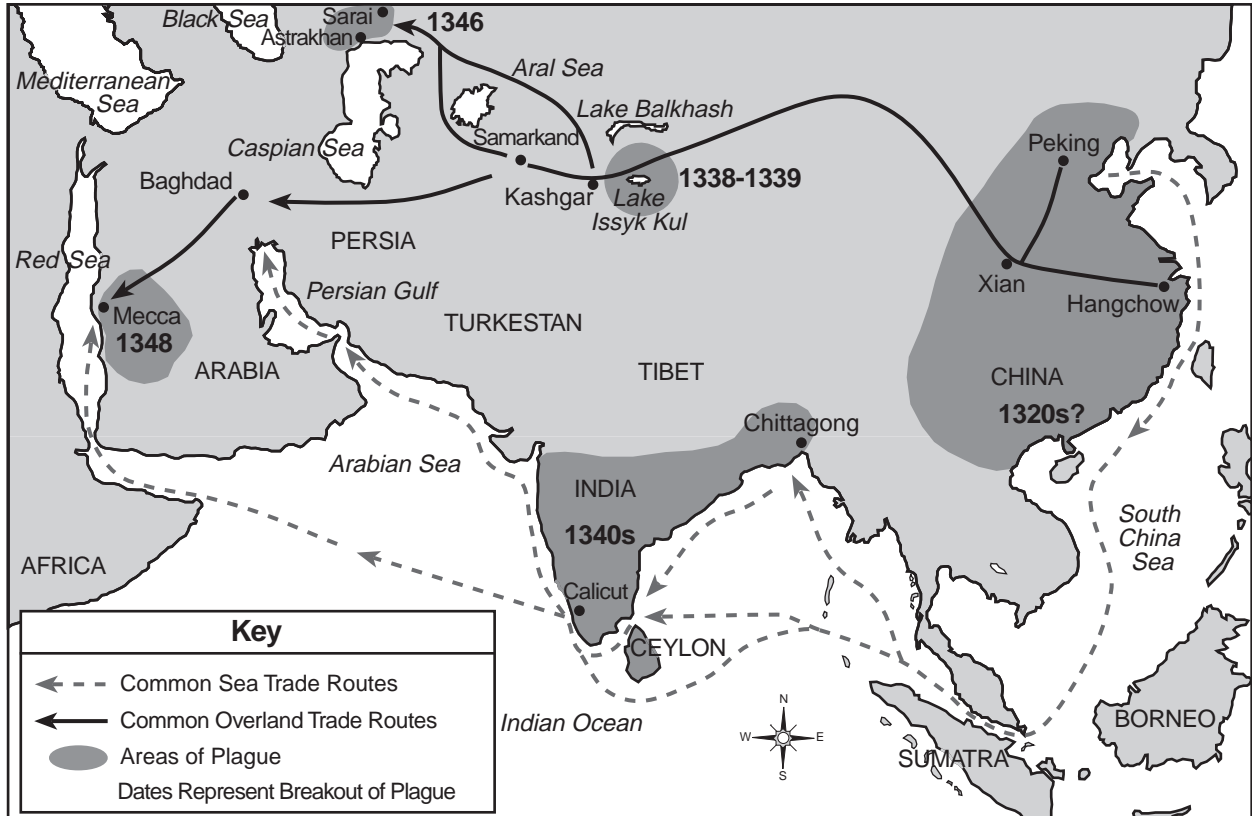 Black Sea
Sarai
1346
Astrakhan
Mediterranean
Sea
Aral Sea
Lake Balkhash
Caspian Sea
Samarkand
Peking
Baghdad
Kashgar
1338-1339
Lake
Issyk Kul
PERSIA
Red Sea
Persian Gulf
Xian
Hangchow
Mecca
1348
TURKESTAN
ARABIA
TIBET
CHINA
1320s?
Chittagong
Arabian Sea
INDIA
1340s
South
China
Sea
AFRICA
Calicut
CEYLON
Key
Common Sea Trade Routes
Common Overland Trade Routes
Areas of Plague
Dates Represent Breakout of Plague
Indian Ocean
N
W
E
S
SUMATRA
BORNEO